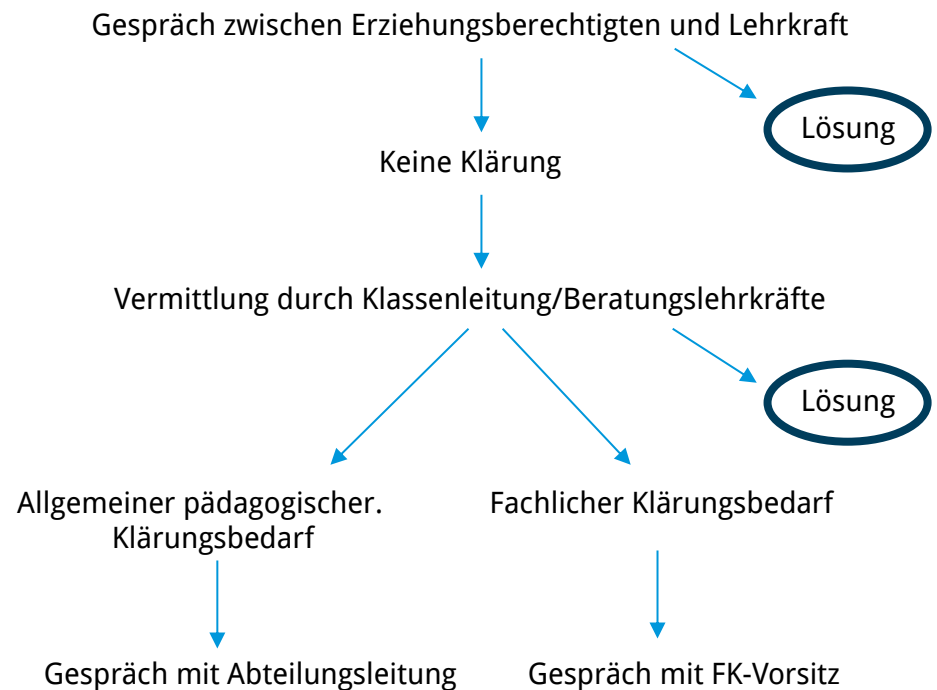 Gespräch zwischen Erziehungsberechtigten und Lehrkraft
Lösung
Keine Klärung
Vermittlung durch Klassenleitung/Beratungslehrkräfte
Lösung
Allgemeiner pädagogischer.
Klärungsbedarf
Fachlicher Klärungsbedarf
Gespräch mit Abteilungsleitung
Gespräch mit FK-Vorsitz